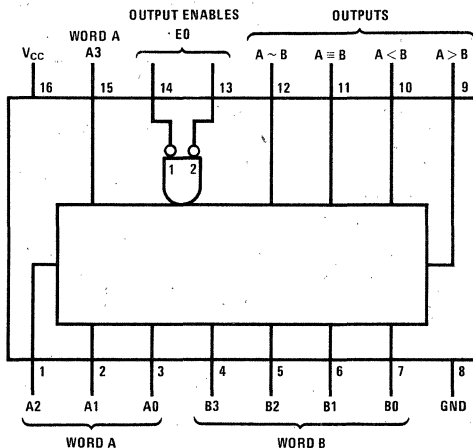 OUTPUT ENABLES OUTPUTS
WORD A E0
V_CC A3 A ~ B A ≡ B A < B A > B
16 15 14 13 12 11 10 9
1 2
1 2 3 4 5 6 7 8
A2 A1 A0 B3 B2 B1 B0 GND
WORD A WORD B